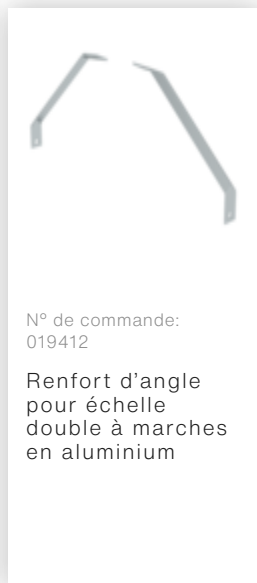 N° de commande:
019412
Renfort d’angle
pour échelle
double à marches
en aluminium